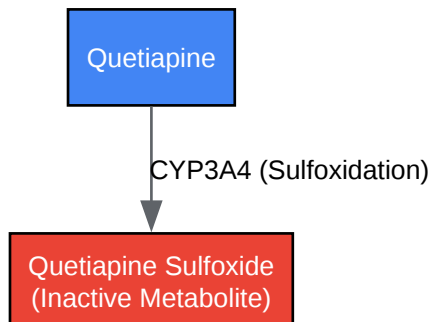 Quetiapine
CYP3A4 (Sulfoxidation)
Quetiapine Sulfoxide
(Inactive Metabolite)